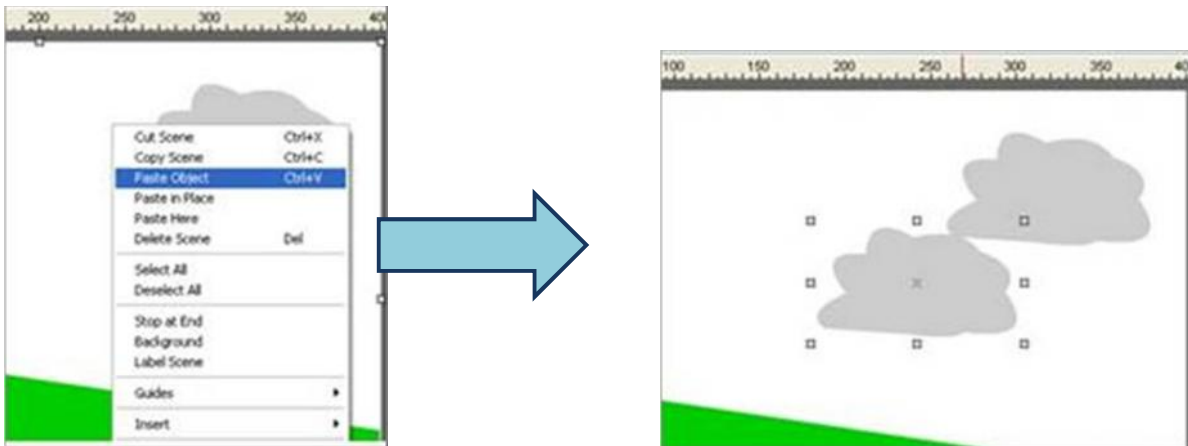 200 250 300 350 40
Cut Scene Ctrl+X
Copy Scene Ctrl+C
Paste Object Ctrl+V
Paste in Place
Paste Here
Delete Scene Del
Select All
Deselect All
Stop at End
Background
Label Scene
Guides
Insert
100 150 200 250 300 350 40